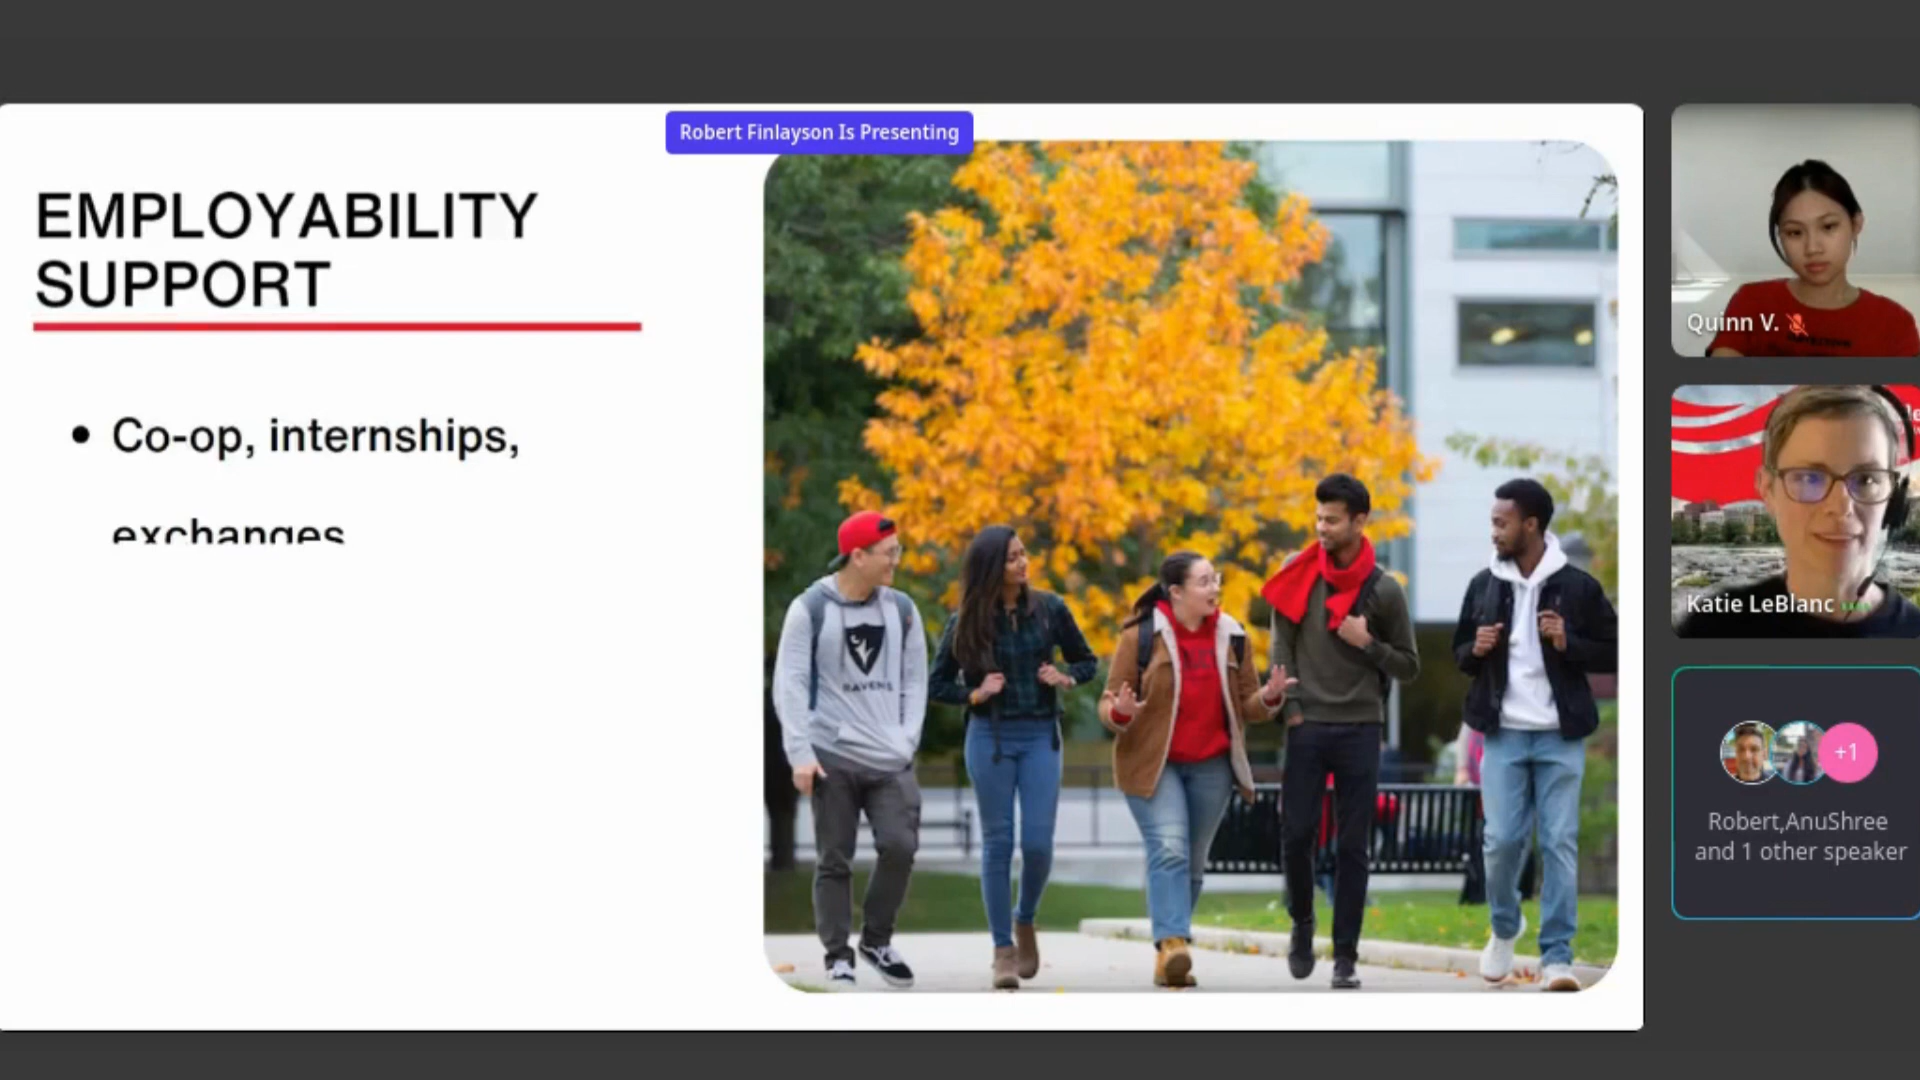 Robert Finlayson Is Presenting
EMPLOYABILITY
SUPPORT
• Co-op, internships,
exchanges
RAVENS
Quinn V.
Katie LeBlanc
+1
Robert,AnuShree
and 1 other speaker